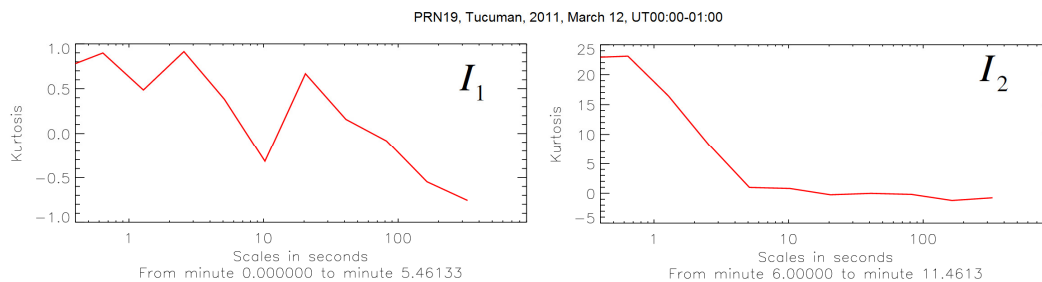 PRN19, Tucuman, 2011, March 12, UT00:00-01:00
1.0
0.5
0.0
−0.5
−1.0
Kurtosis
I₁
1 10 100
Scales in seconds
From minute 0.000000 to minute 5.46133
25
20
15
10
5
0
−5
Kurtosis
I₂
1 10 100
Scales in seconds
From minute 6.00000 to minute 11.4613